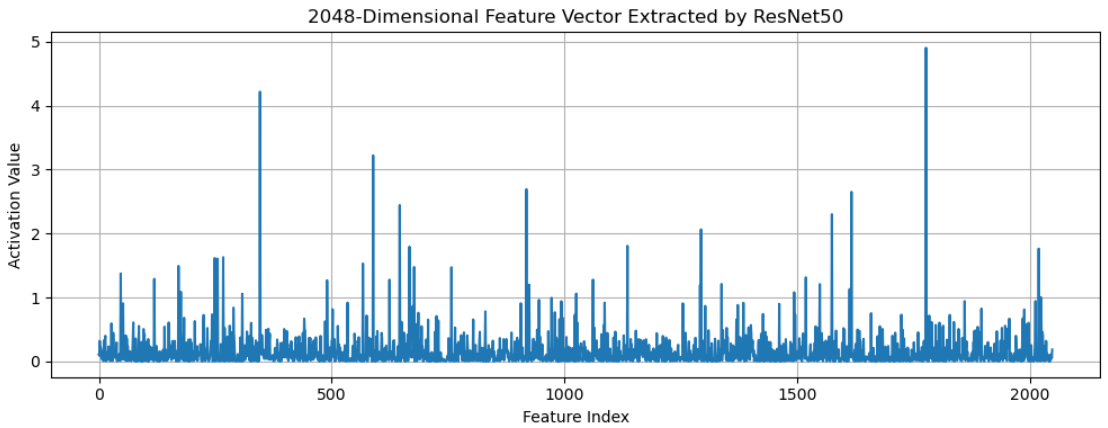 2048-Dimensional Feature Vector Extracted by ResNet50
5
4
3
2
1
0
Activation Value
0 500 1000 1500 2000
Feature Index